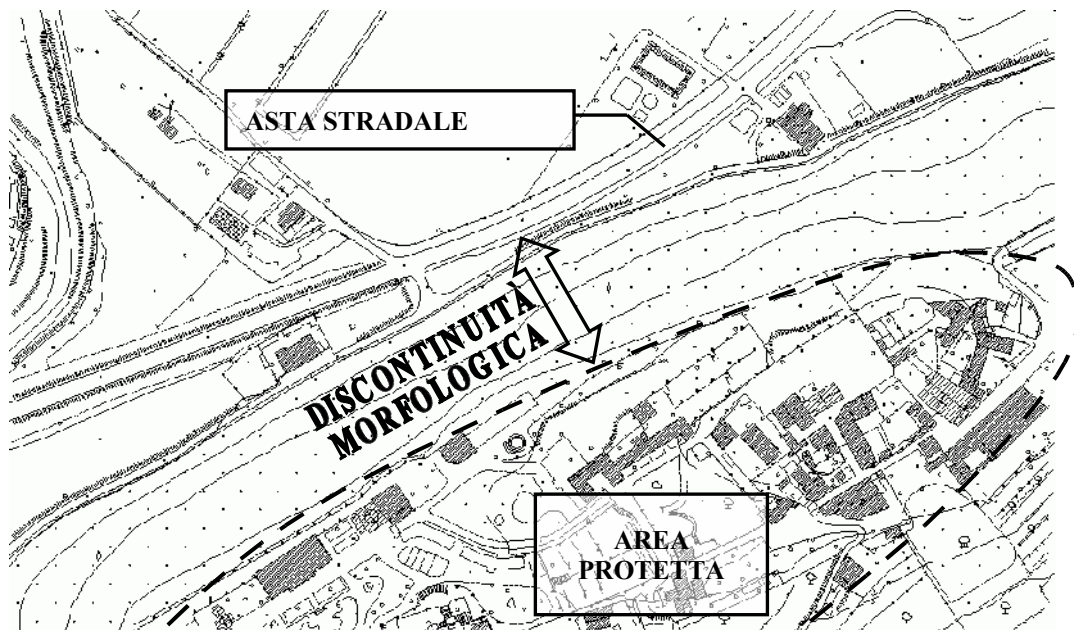 ASTA STRADALE
DISCONTINUITÀ
MORFOLOGICA
AREA
PROTETTA